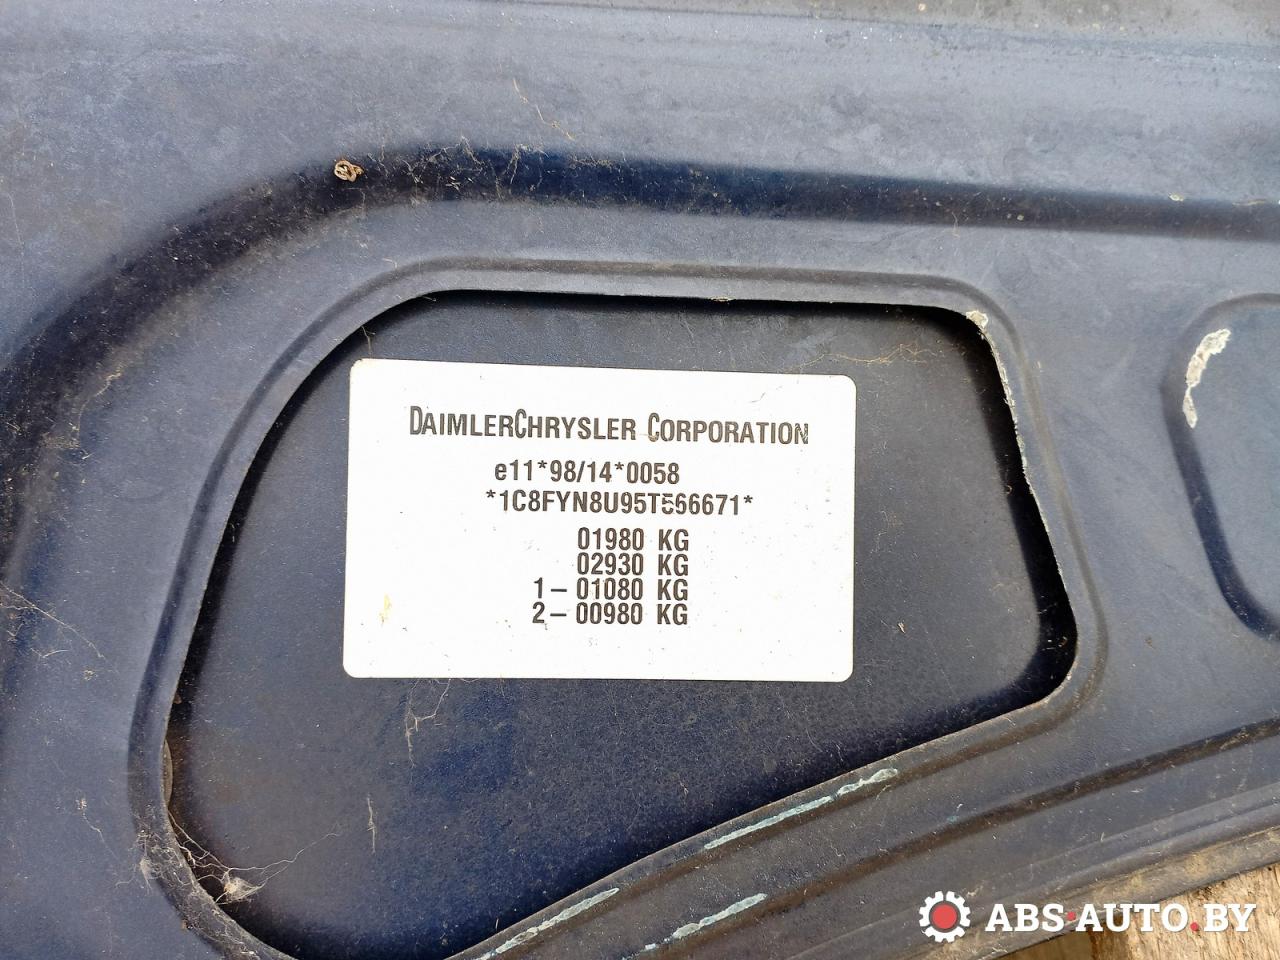 DAIMLERCHRYSLER CORPORATION
e11*98/14*0058
*1C8FYN8U95T566671*
01980 KG
02930 KG
1– 01080 KG
2– 00980 KG
ABS·AUTO.BY